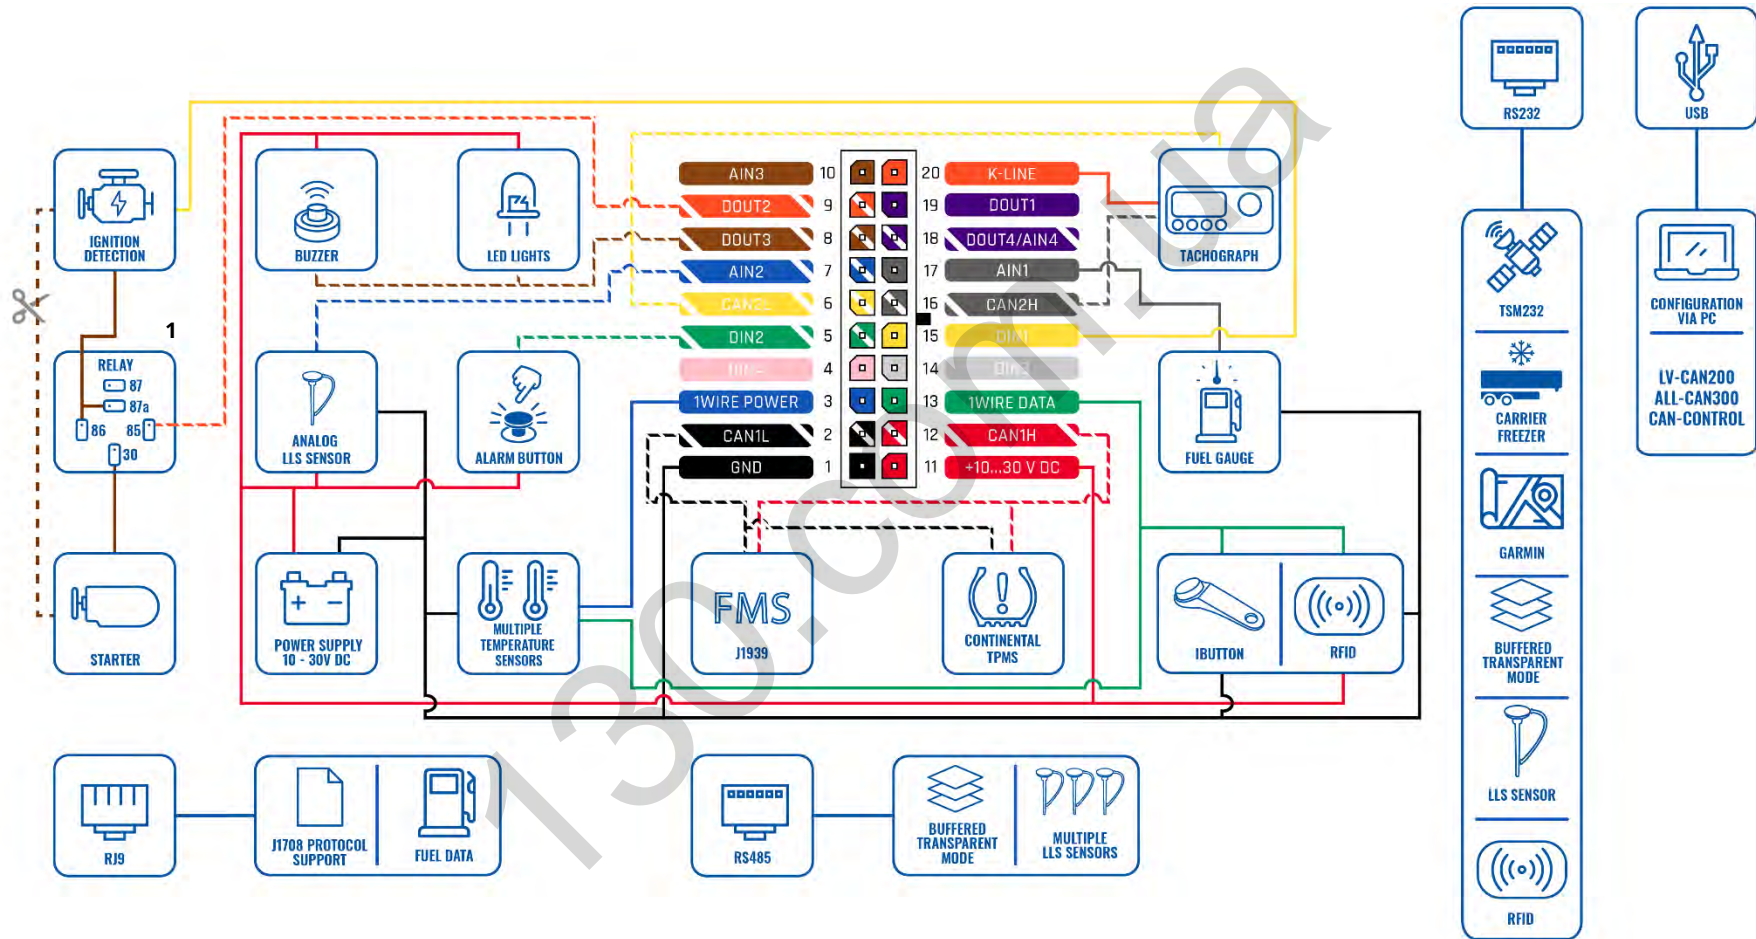 RS232
USB
IGNITION
DETECTION
BUZZER
LED LIGHTS
AIN3 10
DOUT2 9
DOUT3 8
AIN2 7
CAN2L 6
DIN2 5
DIN4 4
1WIRE POWER 3
CAN1L 2
GND 1
20 K-LINE
19 DOUT1
18 DOUT4/AIN4
17 AIN1
16 CAN2H
15 DIN1
14 DIN3
13 1WIRE DATA
12 CAN1H
11 +10...30 V DC
TACHOGRAPH
1
RELAY
87
87a
86
85
30
ANALOG
LLS SENSOR
ALARM BUTTON
FUEL GAUGE
STARTER
+ -
POWER SUPPLY
10 - 30V DC
MULTIPLE
TEMPERATURE
SENSORS
FMS
J1939
CONTINENTAL
TPMS
IBUTTON
RFID
RJ9
J1708 PROTOCOL
SUPPORT
FUEL DATA
RS485
BUFFERED
TRANSPARENT
MODE
MULTIPLE
LLS SENSORS
TSM232
CARRIER
FREEZER
GARMIN
BUFFERED
TRANSPARENT
MODE
LLS SENSOR
RFID
CONFIGURATION
VIA PC
LV-CAN200
ALL-CAN300
CAN-CONTROL
130.com.ua